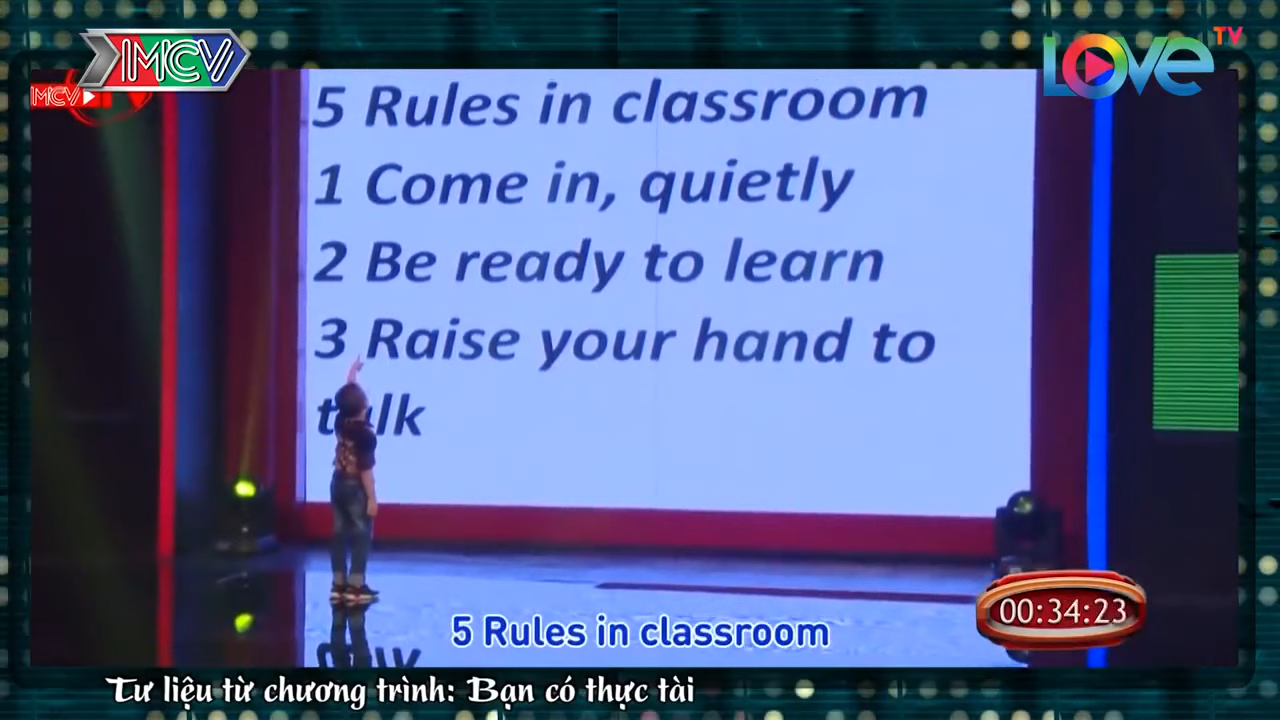 MCV
LOVE TV
MCV
5 Rules in classroom
1 Come in, quietly
2 Be ready to learn
3 Raise your hand to
talk
00:34:23
5 Rules in classroom
Tư liệu từ chương trình: Bạn có thực tài